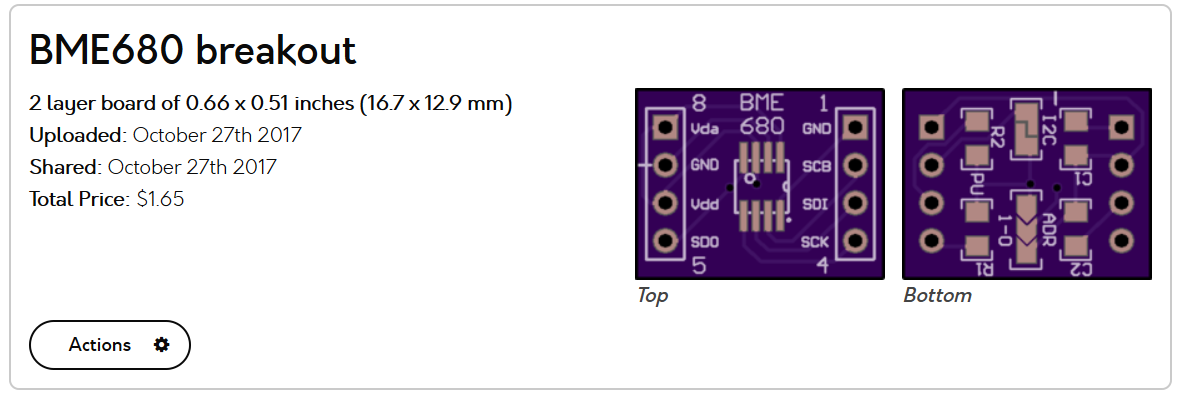 BME680 breakout
2 layer board of 0.66 x 0.51 inches (16.7 x 12.9 mm)
Uploaded: October 27th 2017
Shared: October 27th 2017
Total Price: $1.65
Actions
8 BME 1
Vda 680 GND
GND SCB
Vdd SDI
SDO SCK
5 4
Top
R2 I2C C1
PU
R1 1-0 ADR C2
Bottom